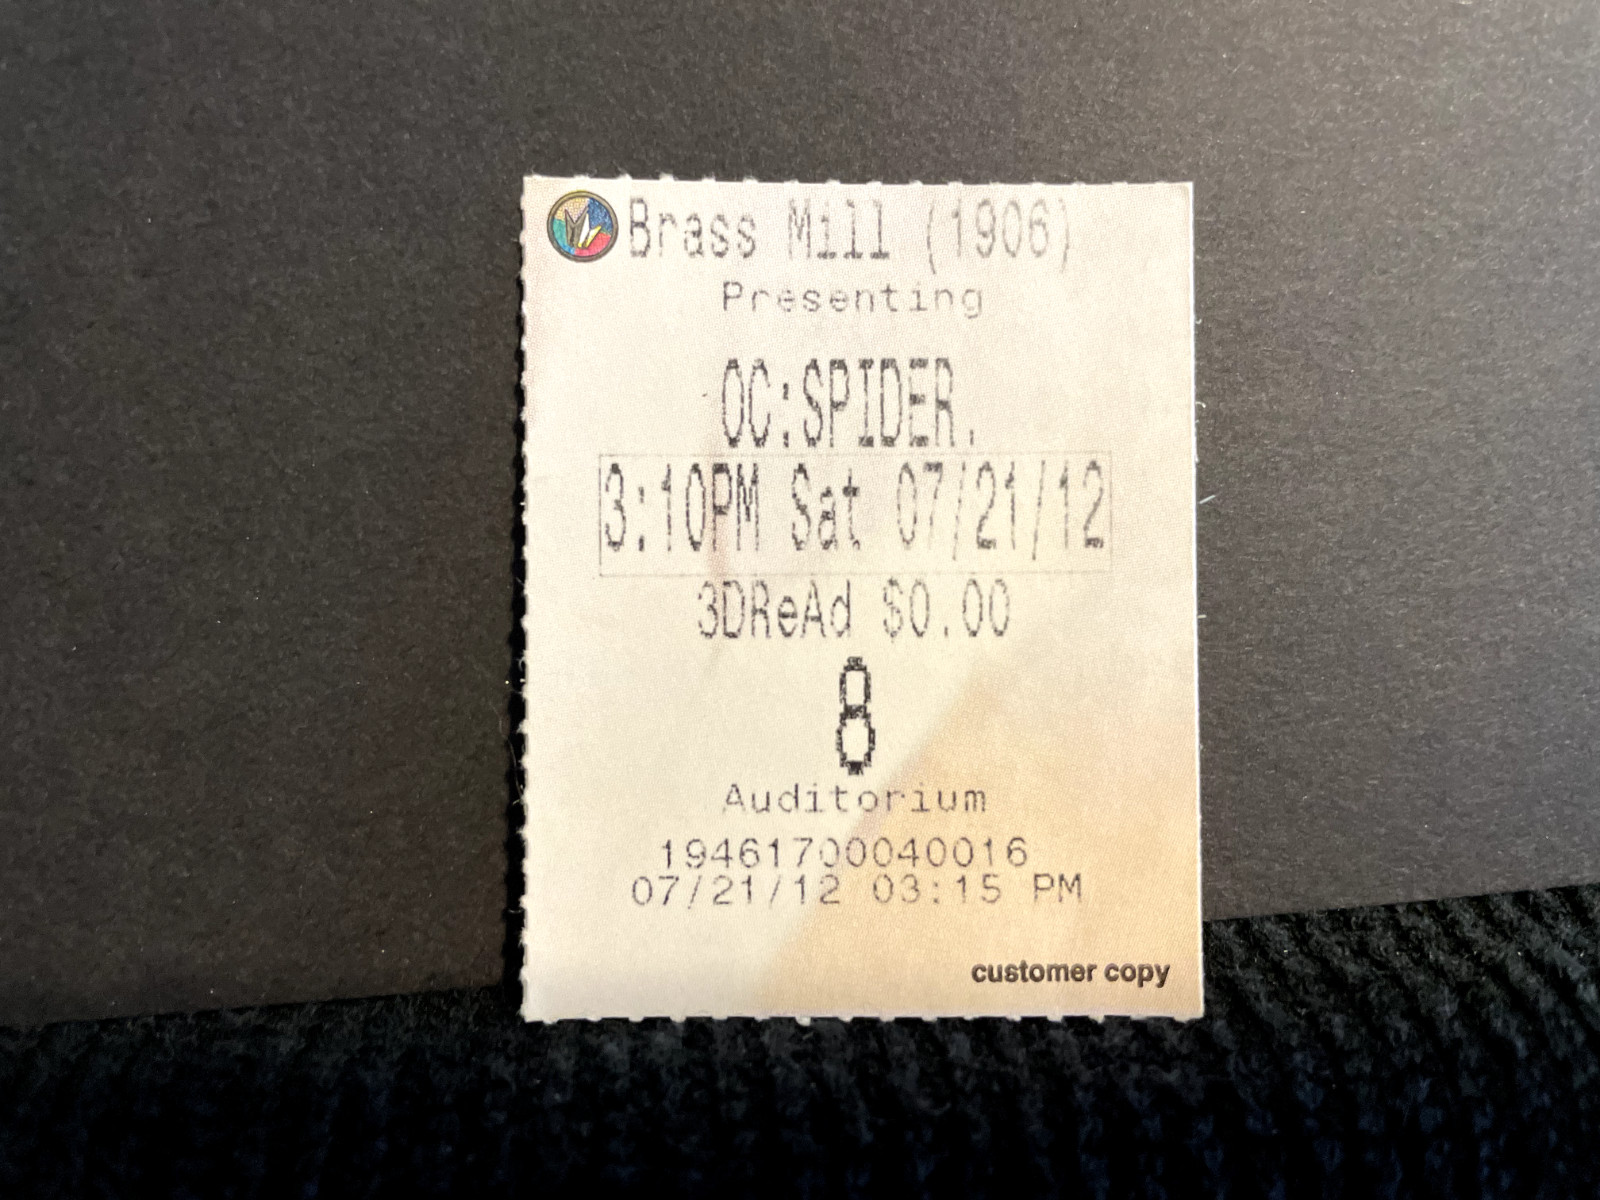 Brass Mill (1906)
Presenting
OC:SPIDER.
3:10PM Sat 07/21/12
3DReAd $0.00
8
Auditorium
19461700040016
07/21/12 03:15 PM
customer copy